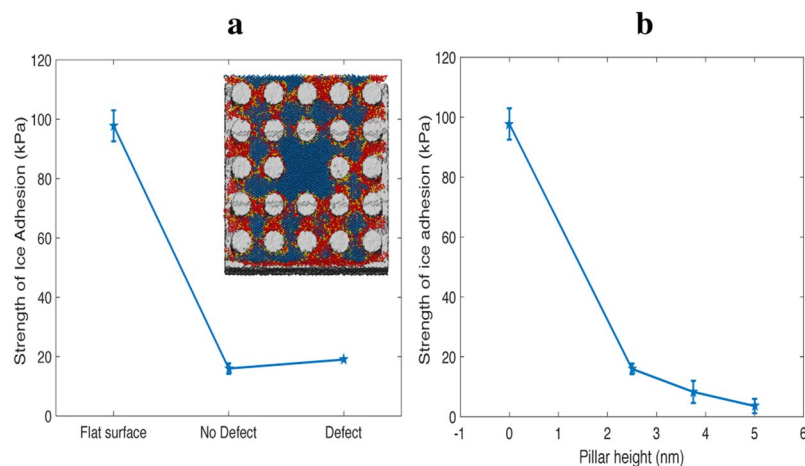 a
b
120
100
80
60
40
20
0
Strength of Ice Adhesion (kPa)
Flat surface
No Defect
Defect
120
100
80
60
40
20
0
Strength of ice adhesion (kPa)
-1 0 1 2 3 4 5 6
Pillar height (nm)